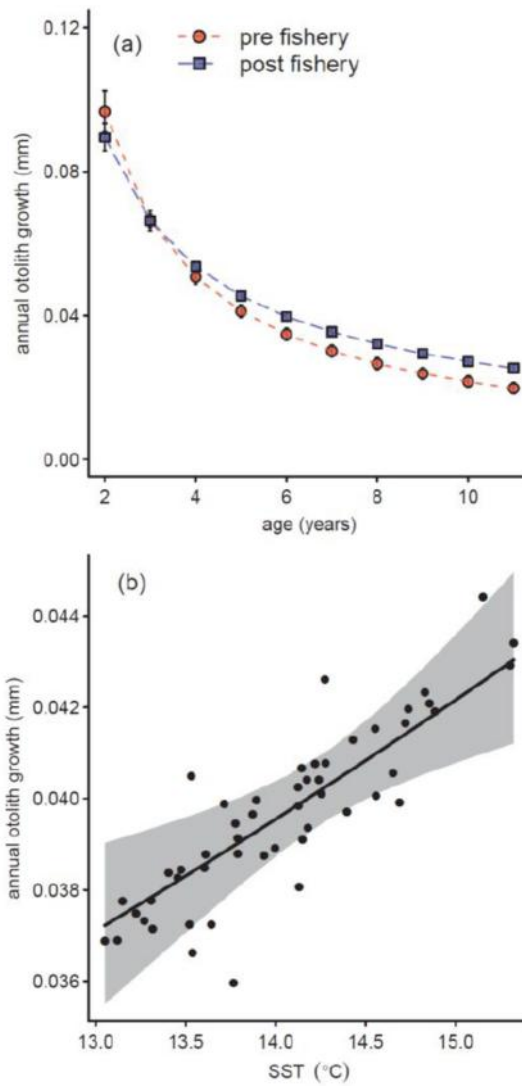 0.12
(a)
pre fishery
post fishery
0.08
0.04
0.00
annual otolith growth (mm)
2 4 6 8 10
age (years)
(b)
0.044
0.042
0.040
0.038
0.036
annual otolith growth (mm)
13.0 13.5 14.0 14.5 15.0
SST (°C)